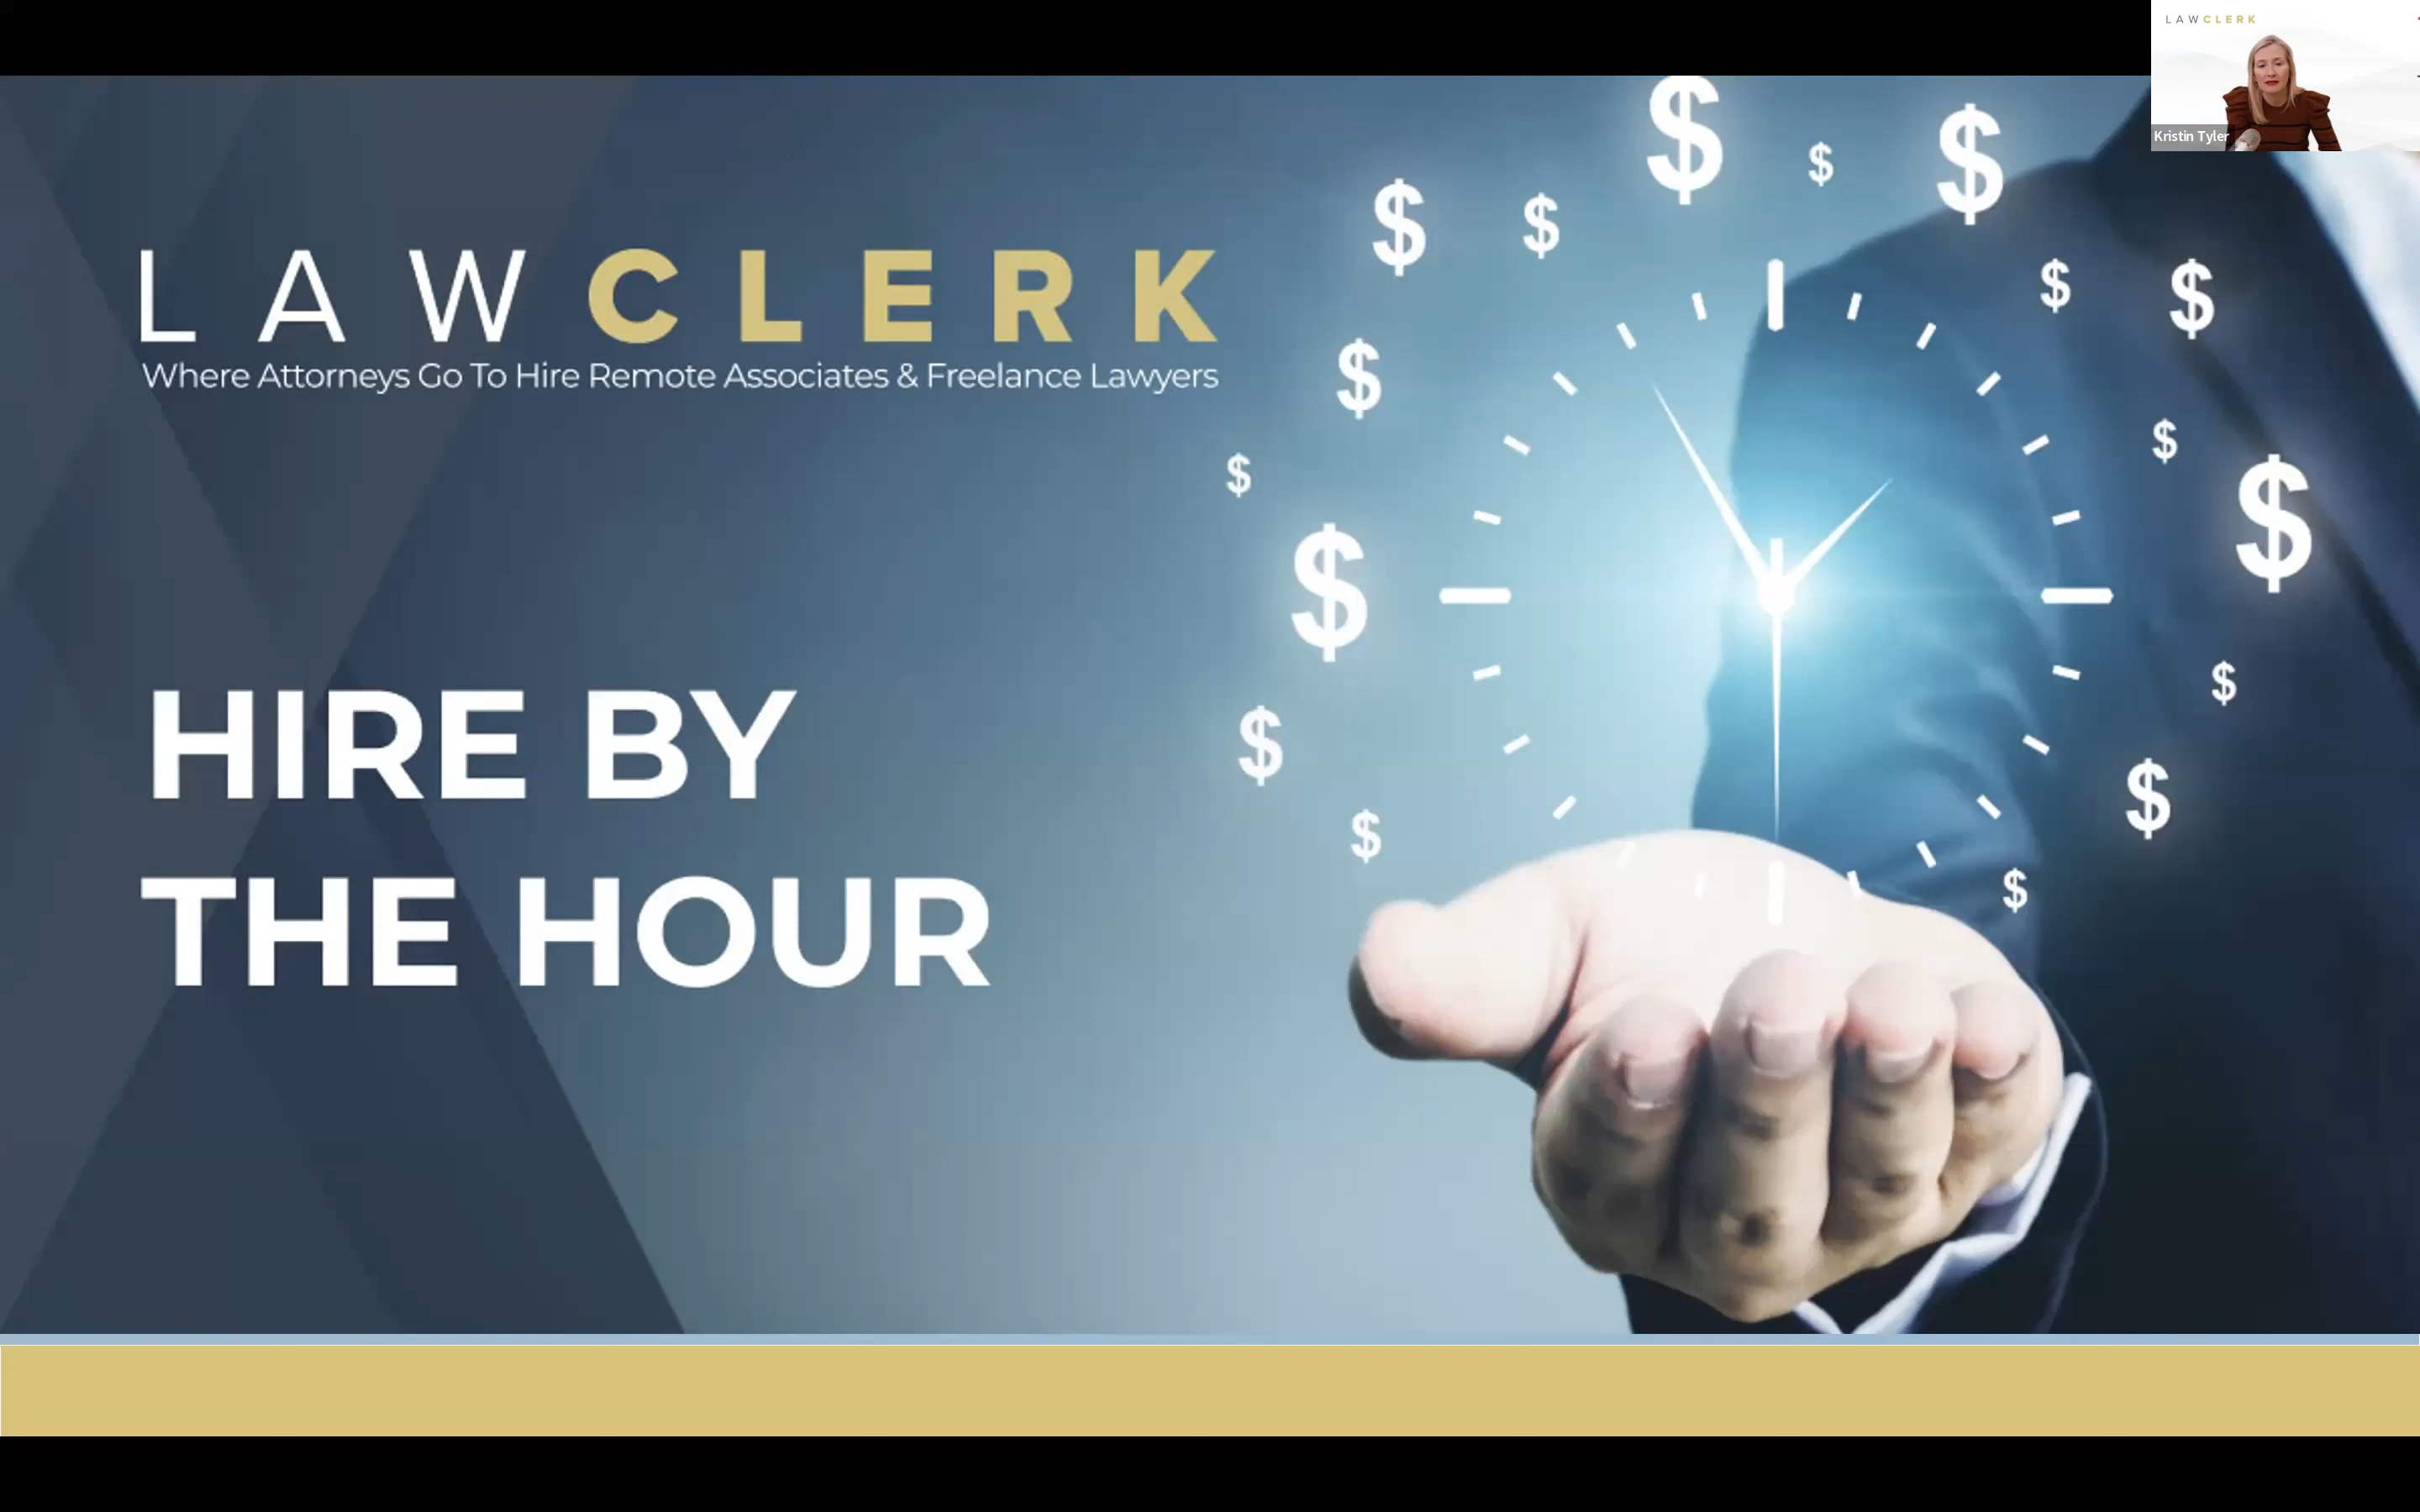 LAWCLERK
Kristin Tyler
LAWCLERK
Where Attorneys Go To Hire Remote Associates & Freelance Lawyers
HIRE BY
THE HOUR
$ $ $ $ $ $ $ $ $ $ $ $ $ $ $ $ $